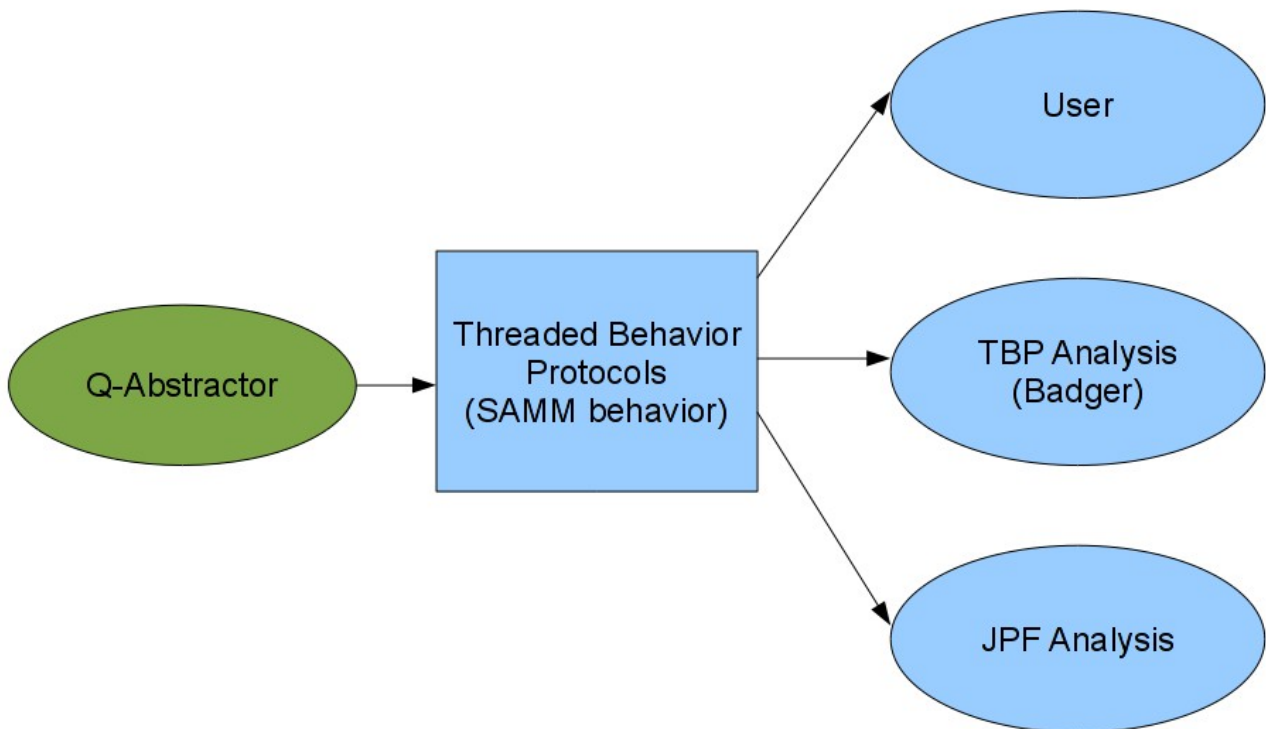 User
Q-Abstractor
Threaded Behavior
Protocols
(SAMM behavior)
TBP Analysis
(Badger)
JPF Analysis